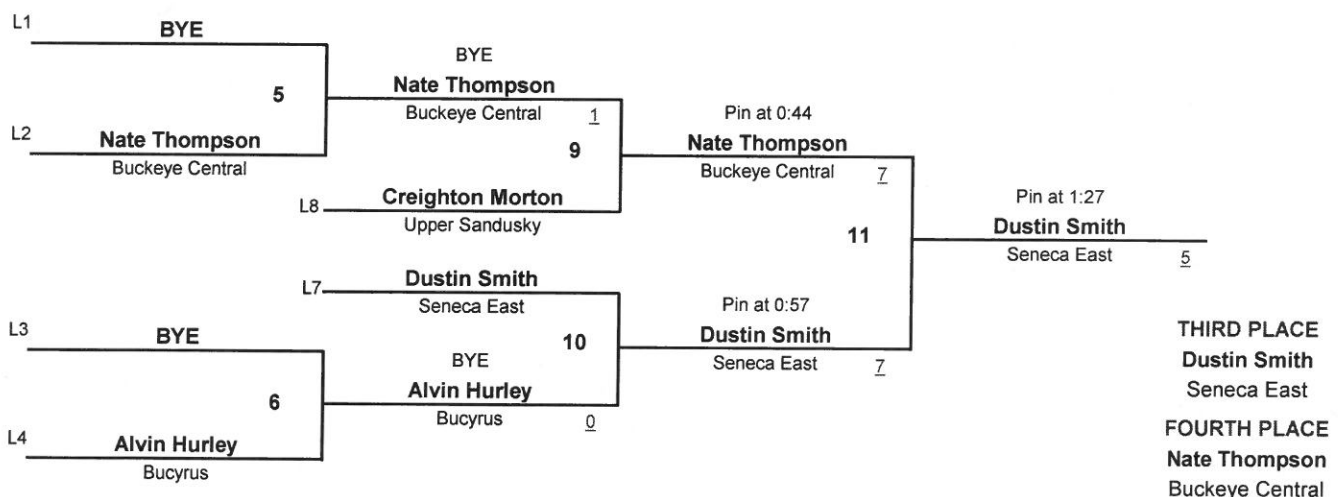 L1
BYE
5
L2
Nate Thompson
Buckeye Central
BYE
Nate Thompson
Buckeye Central 1
9
L8
Creighton Morton
Upper Sandusky
Pin at 0:44
Nate Thompson
Buckeye Central 7
11
Pin at 1:27
Dustin Smith
Seneca East 5
L7
Dustin Smith
Seneca East
10
L3
BYE
6
BYE
Alvin Hurley
Bucyrus 0
L4
Alvin Hurley
Bucyrus
Pin at 0:57
Dustin Smith
Seneca East 7
THIRD PLACE
Dustin Smith
Seneca East
FOURTH PLACE
Nate Thompson
Buckeye Central